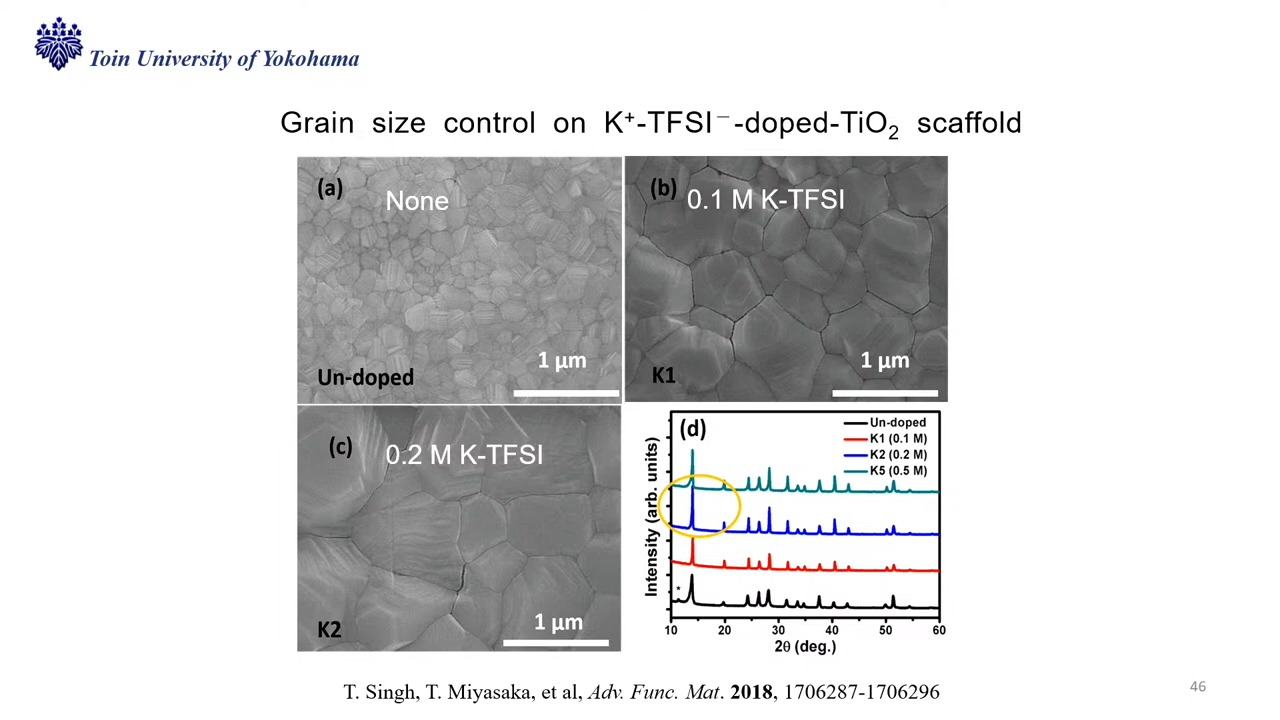 Toin University of Yokohama
Grain size control on K⁺-TFSI⁻-doped-TiO₂ scaffold
(a)
None
1 µm
Un-doped
(b)
0.1 M K-TFSI
1 µm
K1
(c)
0.2 M K-TFSI
1 µm
K2
(d)
Un-doped
K1 (0.1 M)
K2 (0.2 M)
K5 (0.5 M)
Intensity (arb. units)
*
10 20 30 40 50 60
2θ (deg.)
T. Singh, T. Miyasaka, et al, Adv. Func. Mat. 2018, 1706287-1706296
46